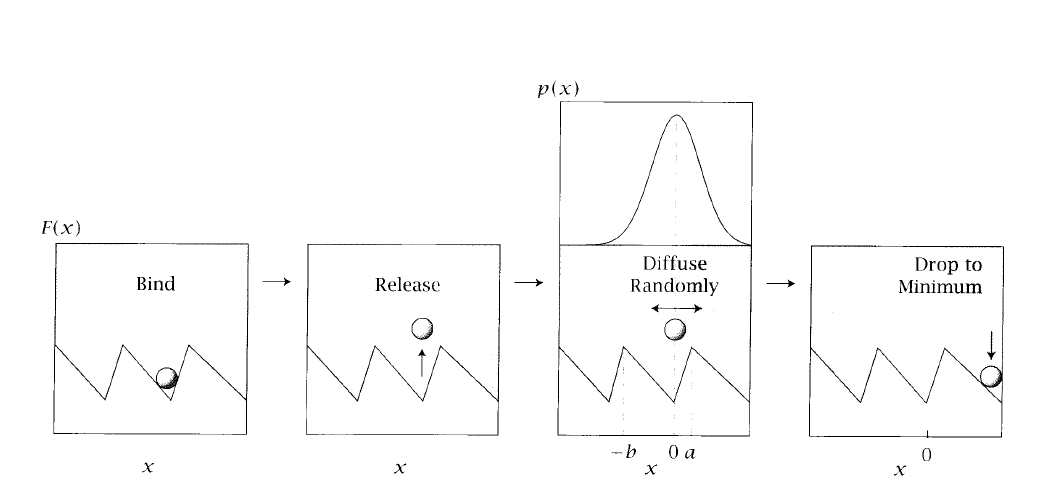 p(x)
F(x)
Bind
Release
Diffuse
Randomly
Drop to
Minimum
−b 0 a
0
x
x
x
x